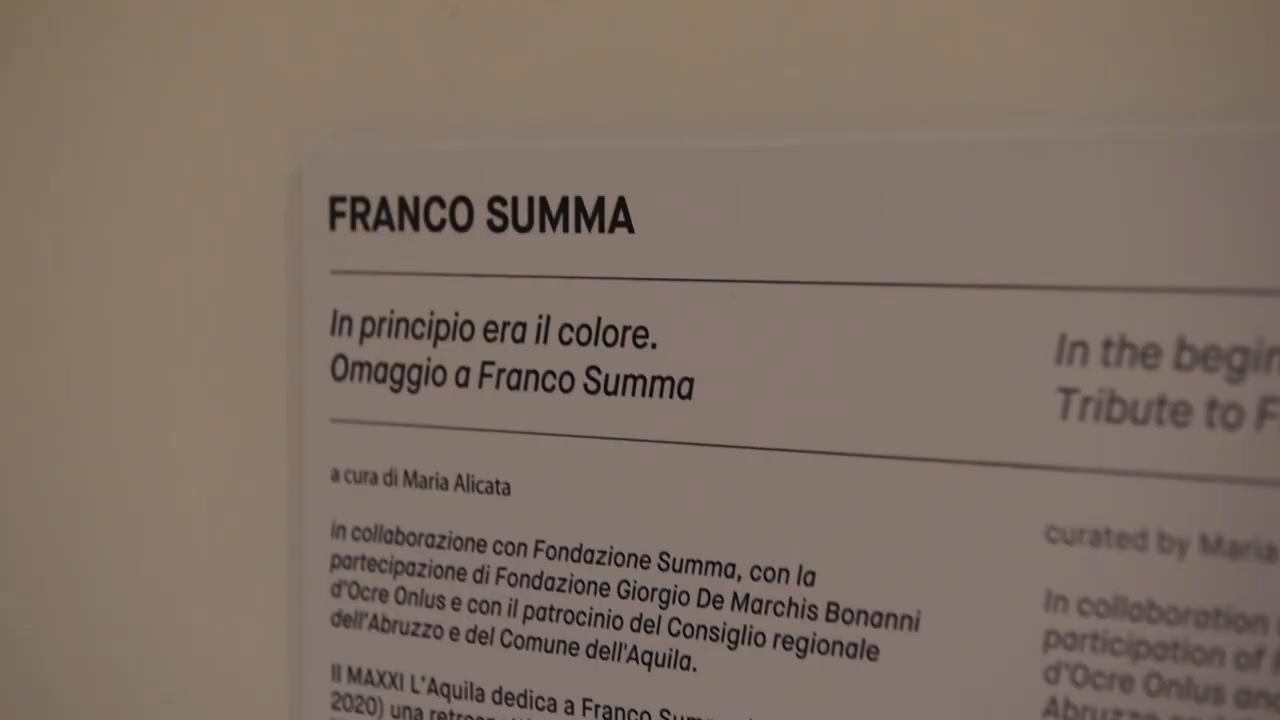 FRANCO SUMMA
In principio era il colore.
Omaggio a Franco Summa
a cura di Maria Alicata
in collaborazione con Fondazione Summa, con la
partecipazione di Fondazione Giorgio De Marchis Bonanni
d'Ocre Onlus e con il patrocinio del Consiglio regionale
dell'Abruzzo e del Comune dell'Aquila.
Il MAXXI L'Aquila dedica a Franco
2020) una
In the
Tribute to
curated by Maria
In collaboration
participation of
d'Ocre Onlus and
Abruzzo